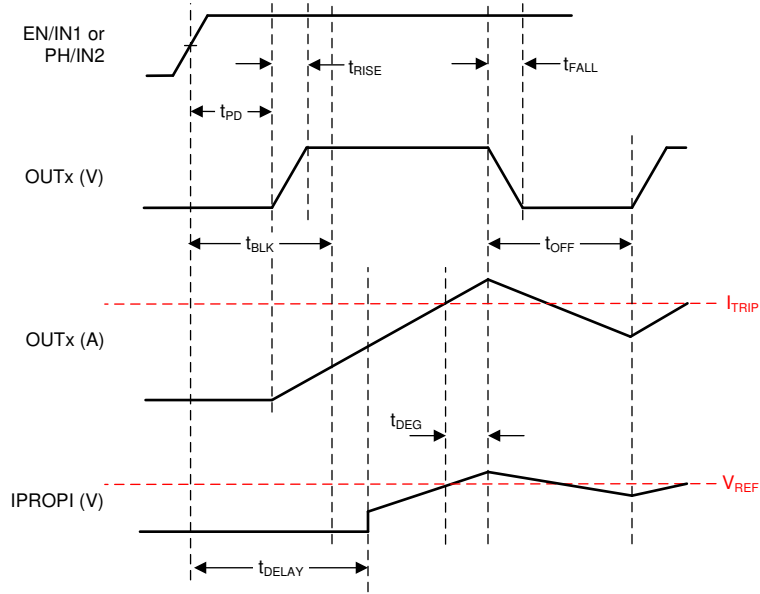 EN/IN1 or
PH/IN2
tRISE
tFALL
tPD
OUTx (V)
tBLK
tOFF
ITRIP
OUTx (A)
tDEG
VREF
IPROPI (V)
tDELAY